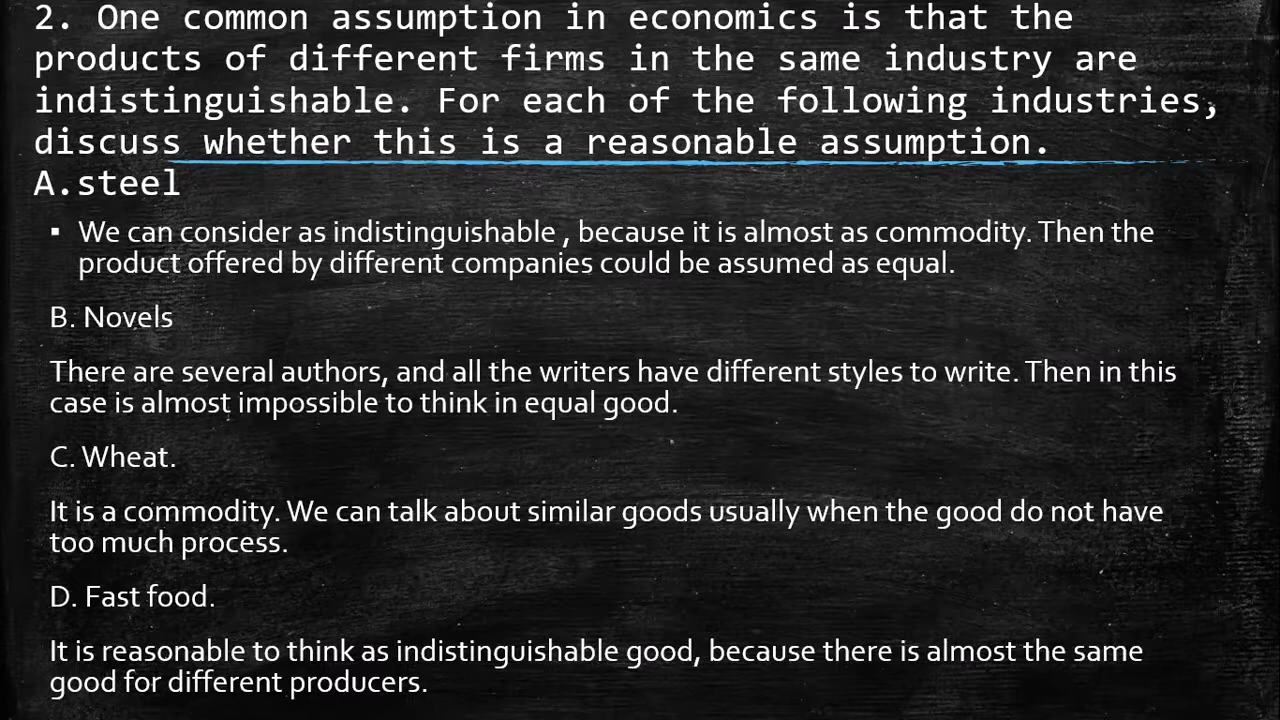 2. One common assumption in economics is that the
products of different firms in the same industry are
indistinguishable. For each of the following industries,
discuss whether this is a reasonable assumption.
A.steel
▪ We can consider as indistinguishable , because it is almost as commodity. Then the
product offered by different companies could be assumed as equal.
B. Novels
There are several authors, and all the writers have different styles to write. Then in this
case is almost impossible to think in equal good.
C. Wheat.
It is a commodity. We can talk about similar goods usually when the good do not have
too much process.
D. Fast food.
It is reasonable to think as indistinguishable good, because there is almost the same
good for different producers.